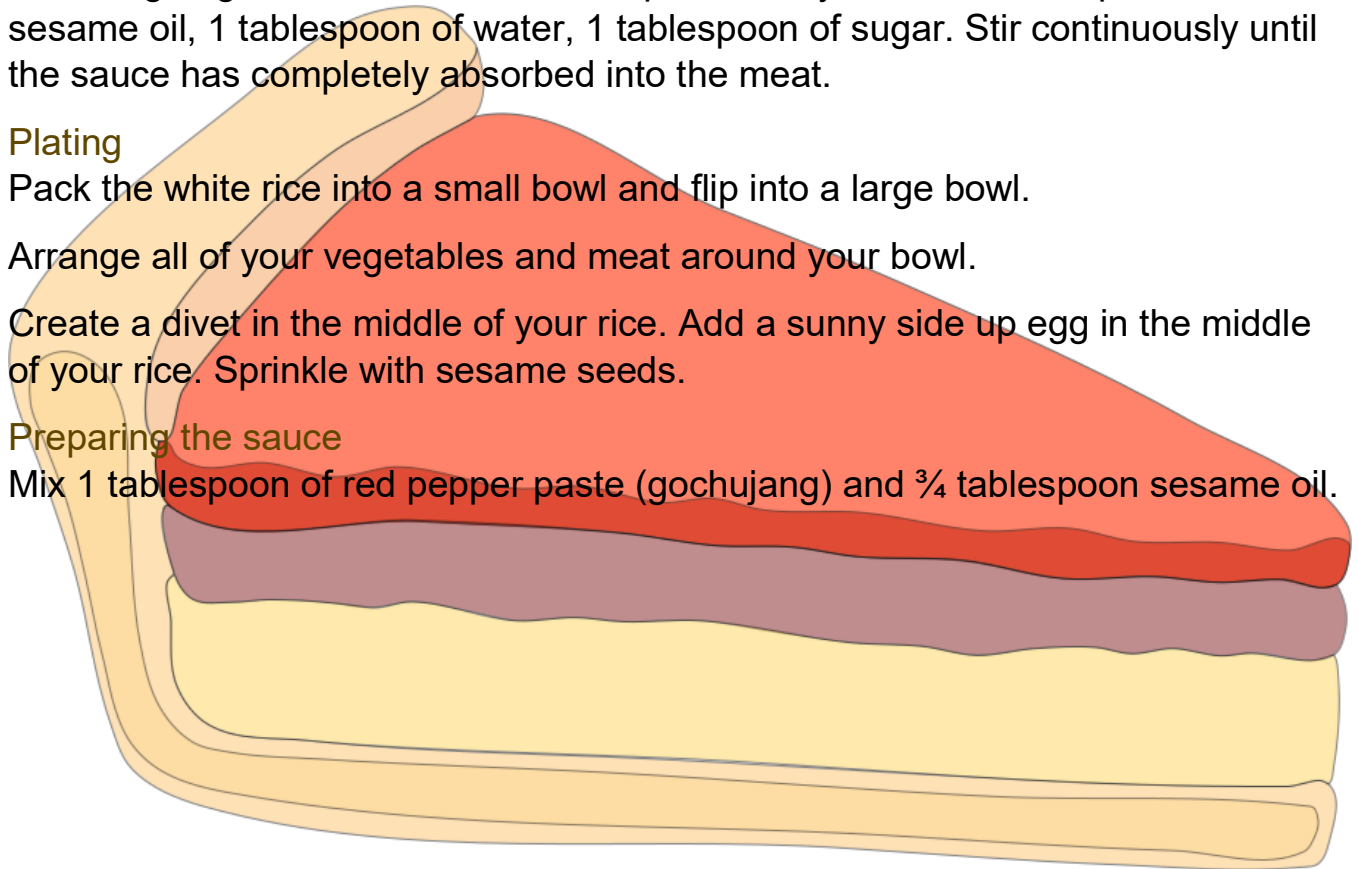 sesame oil, 1 tablespoon of water, 1 tablespoon of sugar. Stir continuously until
the sauce has completely absorbed into the meat.
Plating
Pack the white rice into a small bowl and flip into a large bowl.
Arrange all of your vegetables and meat around your bowl.
Create a divet in the middle of your rice. Add a sunny side up egg in the middle
of your rice. Sprinkle with sesame seeds.
Preparing the sauce
Mix 1 tablespoon of red pepper paste (gochujang) and ¾ tablespoon sesame oil.